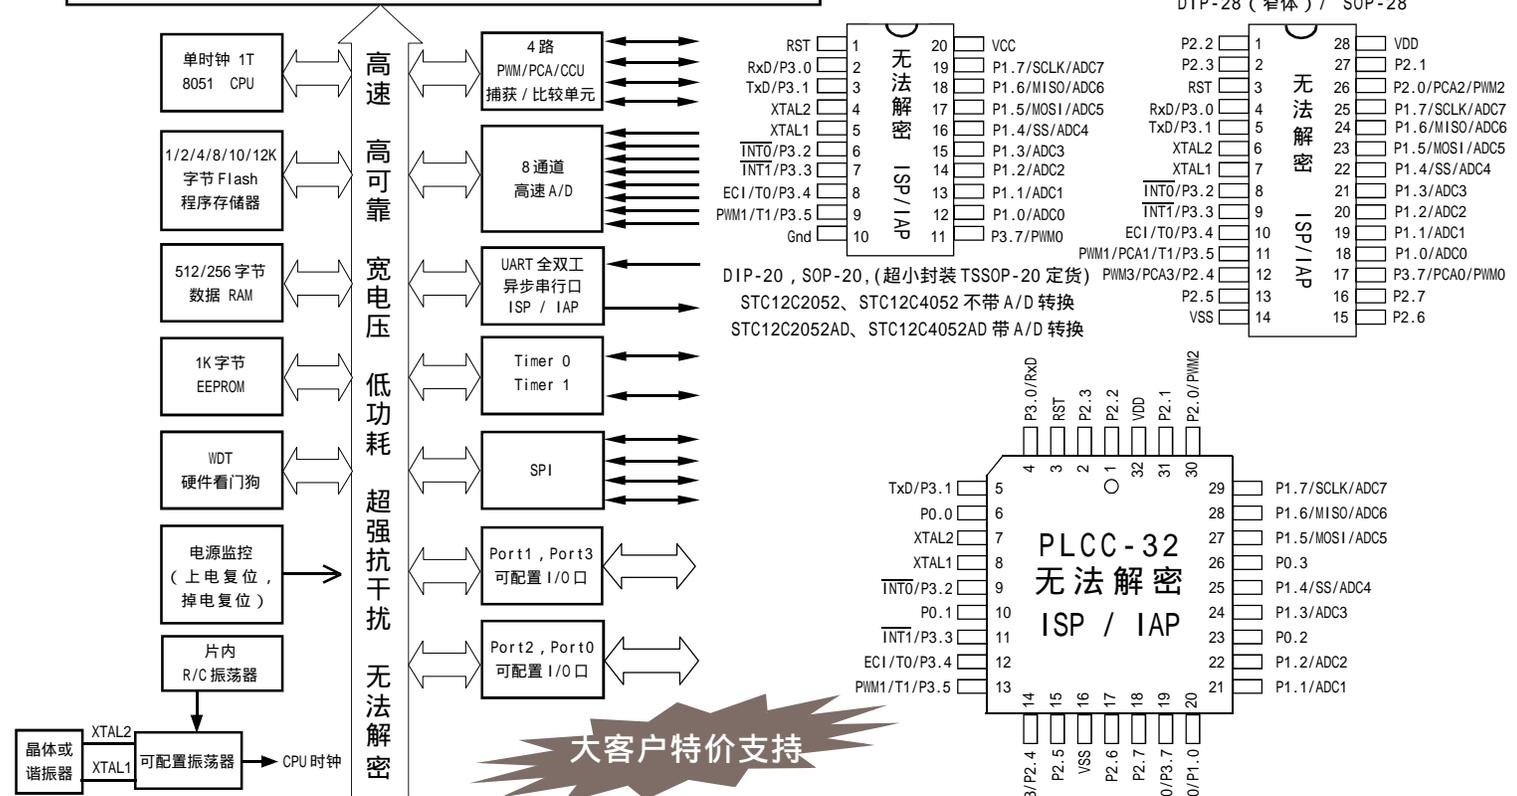 单时钟 1T
8051 CPU
1/2/4/8/10/12K
字节Flash
程序存储器
512/256 字节
数据 RAM
1K 字节
EEPROM
WDT
硬件看门狗
电源监控
(上电复位,
掉电复位)
片内
R/C 振荡器
晶体或
谐振器
XTAL2
XTAL1
可配置振荡器
CPU 时钟
高速 高可靠 宽电压 低功耗 超强抗干扰 无法解密
4 路
PWM/PCA/CCU
捕获/比较单元
8 通道
高速 A/D
UART 全双工
异步串行口
ISP / IAP
Timer 0
Timer 1
SPI
Port1,Port3
可配置 I/O 口
Port2,Port0
可配置 I/O 口
大客户特价支持
RST 1 20 VCC
RxD/P3.0 2 19 P1.7/SCLK/ADC7
TxD/P3.1 3 18 P1.6/MISO/ADC6
XTAL2 4 17 P1.5/MOSI/ADC5
XTAL1 5 16 P1.4/SS/ADC4
INT0/P3.2 6 15 P1.3/ADC3
INT1/P3.3 7 14 P1.2/ADC2
ECI/T0/P3.4 8 13 P1.1/ADC1
PWM1/T1/P3.5 9 12 P1.0/ADC0
Gnd 10 11 P3.7/PWM0
无法解密 ISP/IAP
DIP-20,SOP-20,(超小封装 TSSOP-20 定货)
STC12C2052、STC12C4052 不带 A/D 转换
STC12C2052AD、STC12C4052AD 带 A/D 转换
DIP-28(窄体)/ SOP-28
P2.2 1 28 VDD
P2.3 2 27 P2.1
RST 3 26 P2.0/PCA2/PWM2
RxD/P3.0 4 25 P1.7/SCLK/ADC7
TxD/P3.1 5 24 P1.6/MISO/ADC6
XTAL2 6 23 P1.5/MOSI/ADC5
XTAL1 7 22 P1.4/SS/ADC4
INT0/P3.2 8 21 P1.3/ADC3
INT1/P3.3 9 20 P1.2/ADC2
ECI/T0/P3.4 10 19 P1.1/ADC1
PWM1/PCA1/T1/P3.5 11 18 P1.0/ADC0
PWM3/PCA3/P2.4 12 17 P3.7/PCA0/PWM0
P2.5 13 16 P2.7
VSS 14 15 P2.6
无法解密 ISP/IAP
P3.0/RxD
RST
P2.3
P2.2
VDD
P2.1
P2.0/PWM2
4 3 2 1 32 31 30
TxD/P3.1 5 29 P1.7/SCLK/ADC7
P0.0 6 28 P1.6/MISO/ADC6
XTAL2 7 27 P1.5/MOSI/ADC5
XTAL1 8 26 P0.3
INT0/P3.2 9 25 P1.4/SS/ADC4
P0.1 10 24 P1.3/ADC3
INT1/P3.3 11 23 P0.2
ECI/T0/P3.4 12 22 P1.2/ADC2
PWM1/T1/P3.5 13 21 P1.1/ADC1
PLCC-32
无法解密
ISP / IAP
14 15 16 17 18 19 20
3/P2.4
P2.5
VSS
P2.6
P2.7
0/P3.7
0/P1.0